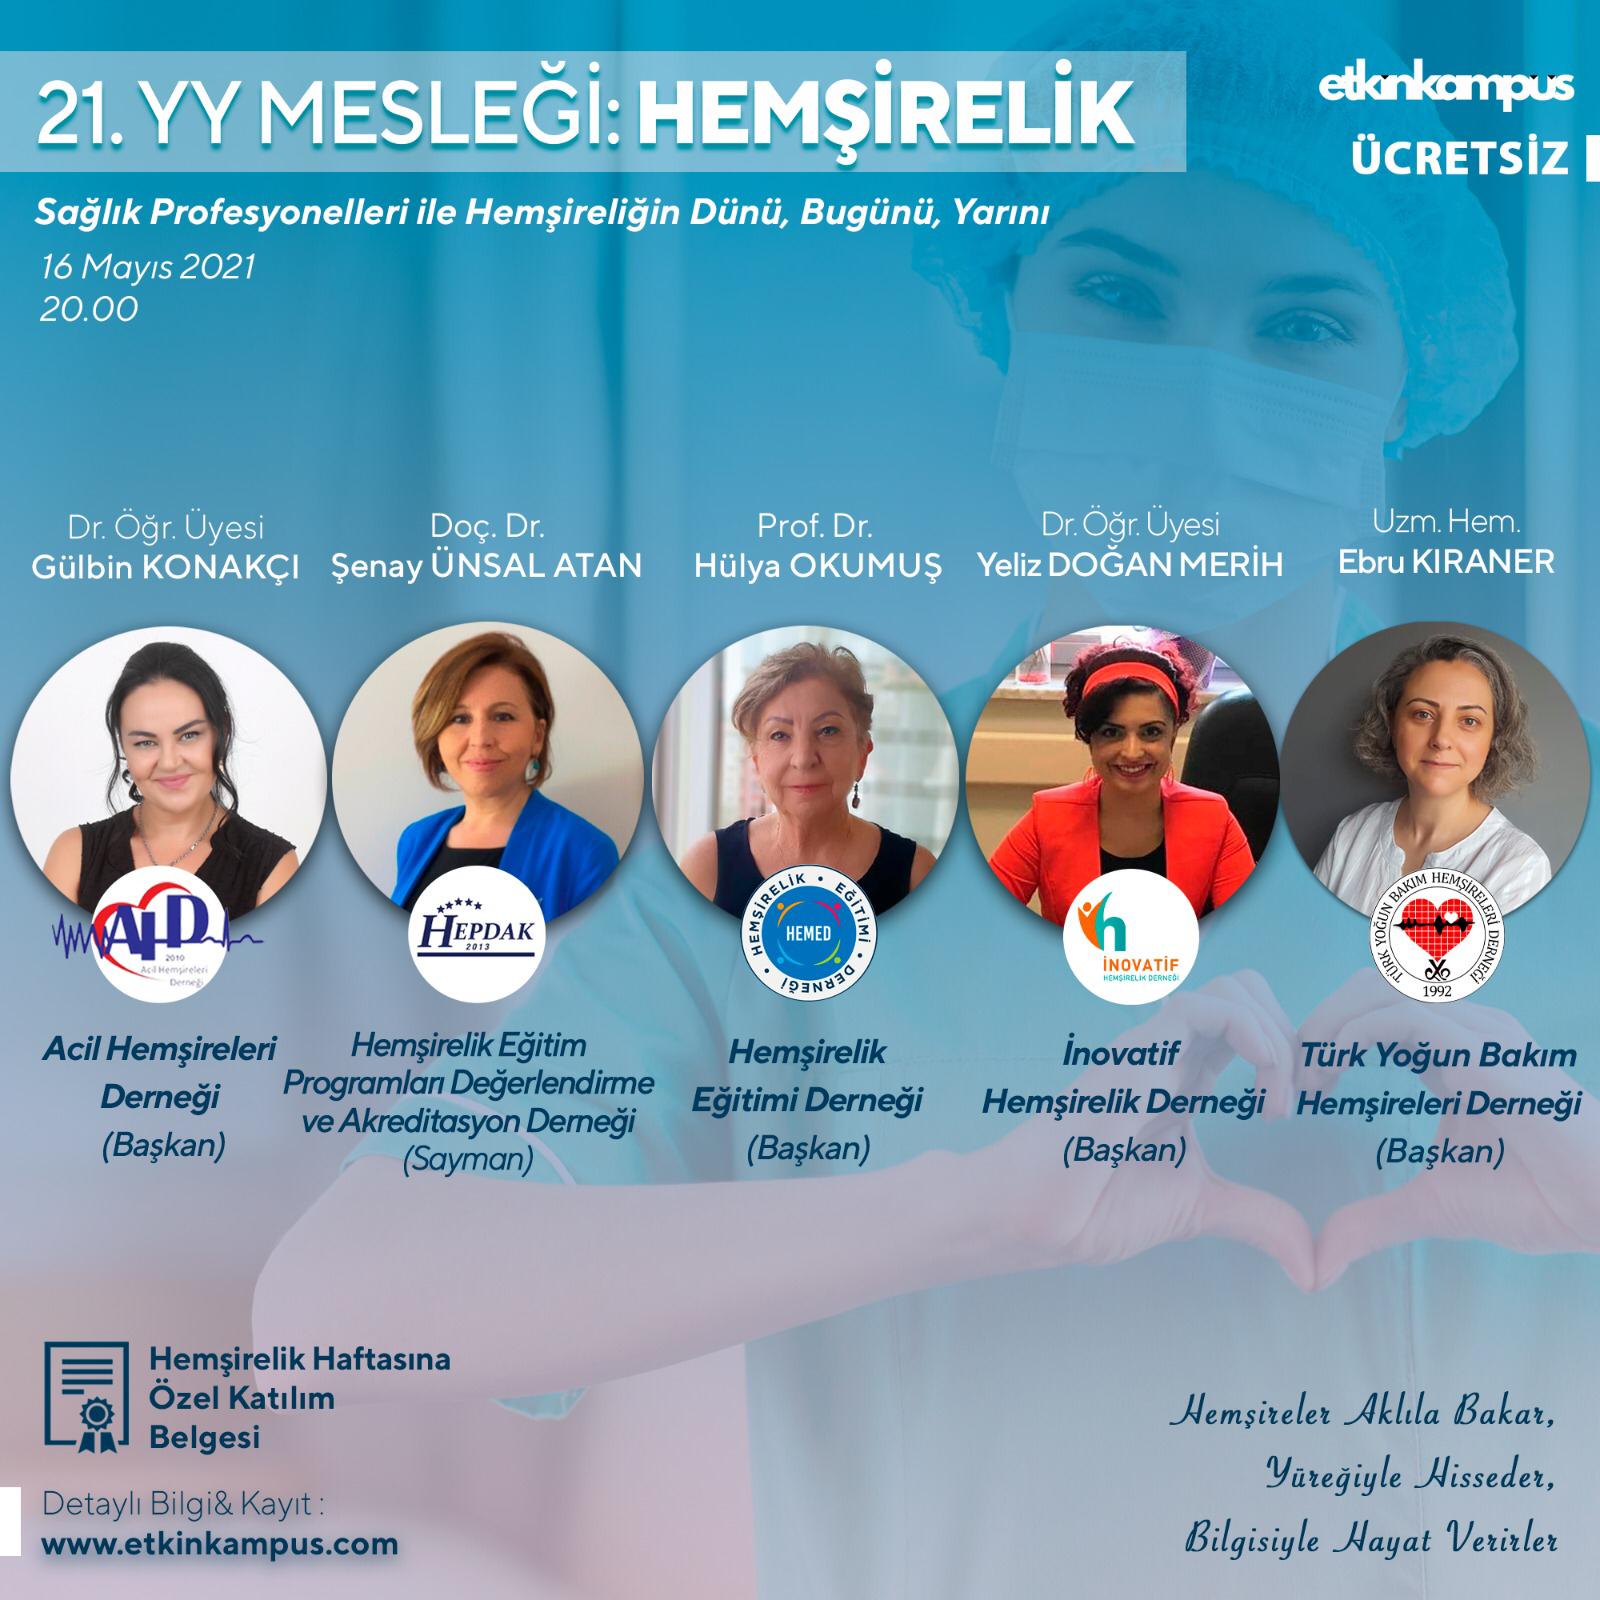 21. YY MESLEĞİ: HEMŞİRELİK
etkinkampus
ÜCRETSİZ
Sağlık Profesyonelleri ile Hemşireliğin Dünü, Bugünü, Yarını
16 Mayıs 2021
20.00
Dr. Öğr. Üyesi
Gülbin KONAKÇI
Doç. Dr.
Şenay ÜNSAL ATAN
Prof. Dr.
Hülya OKUMUŞ
Dr. Öğr. Üyesi
Yeliz DOĞAN MERİH
Uzm. Hem.
Ebru KIRANER
AHD
2010
Acil Hemşireleri
Derneği
HEPDAK
2013
HEMŞİRELİK • EĞİTİMİ • DERNEĞİ •
HEMED
h
İNOVATİF
HEMŞİRELİK DERNEĞİ
TÜRK YOĞUN BAKIM HEMŞİRELERİ DERNEĞİ
1992
Acil Hemşireleri
Derneği
(Başkan)
Hemşirelik Eğitim
Programları Değerlendirme
ve Akreditasyon Derneği
(Sayman)
Hemşirelik
Eğitimi Derneği
(Başkan)
İnovatif
Hemşirelik Derneği
(Başkan)
Türk Yoğun Bakım
Hemşireleri Derneği
(Başkan)
Hemşirelik Haftasına
Özel Katılım
Belgesi
Detaylı Bilgi& Kayıt :
www.etkinkampus.com
Hemşireler Aklıla Bakar,
Yüreğiyle Hisseder,
Bilgisiyle Hayat Verirler